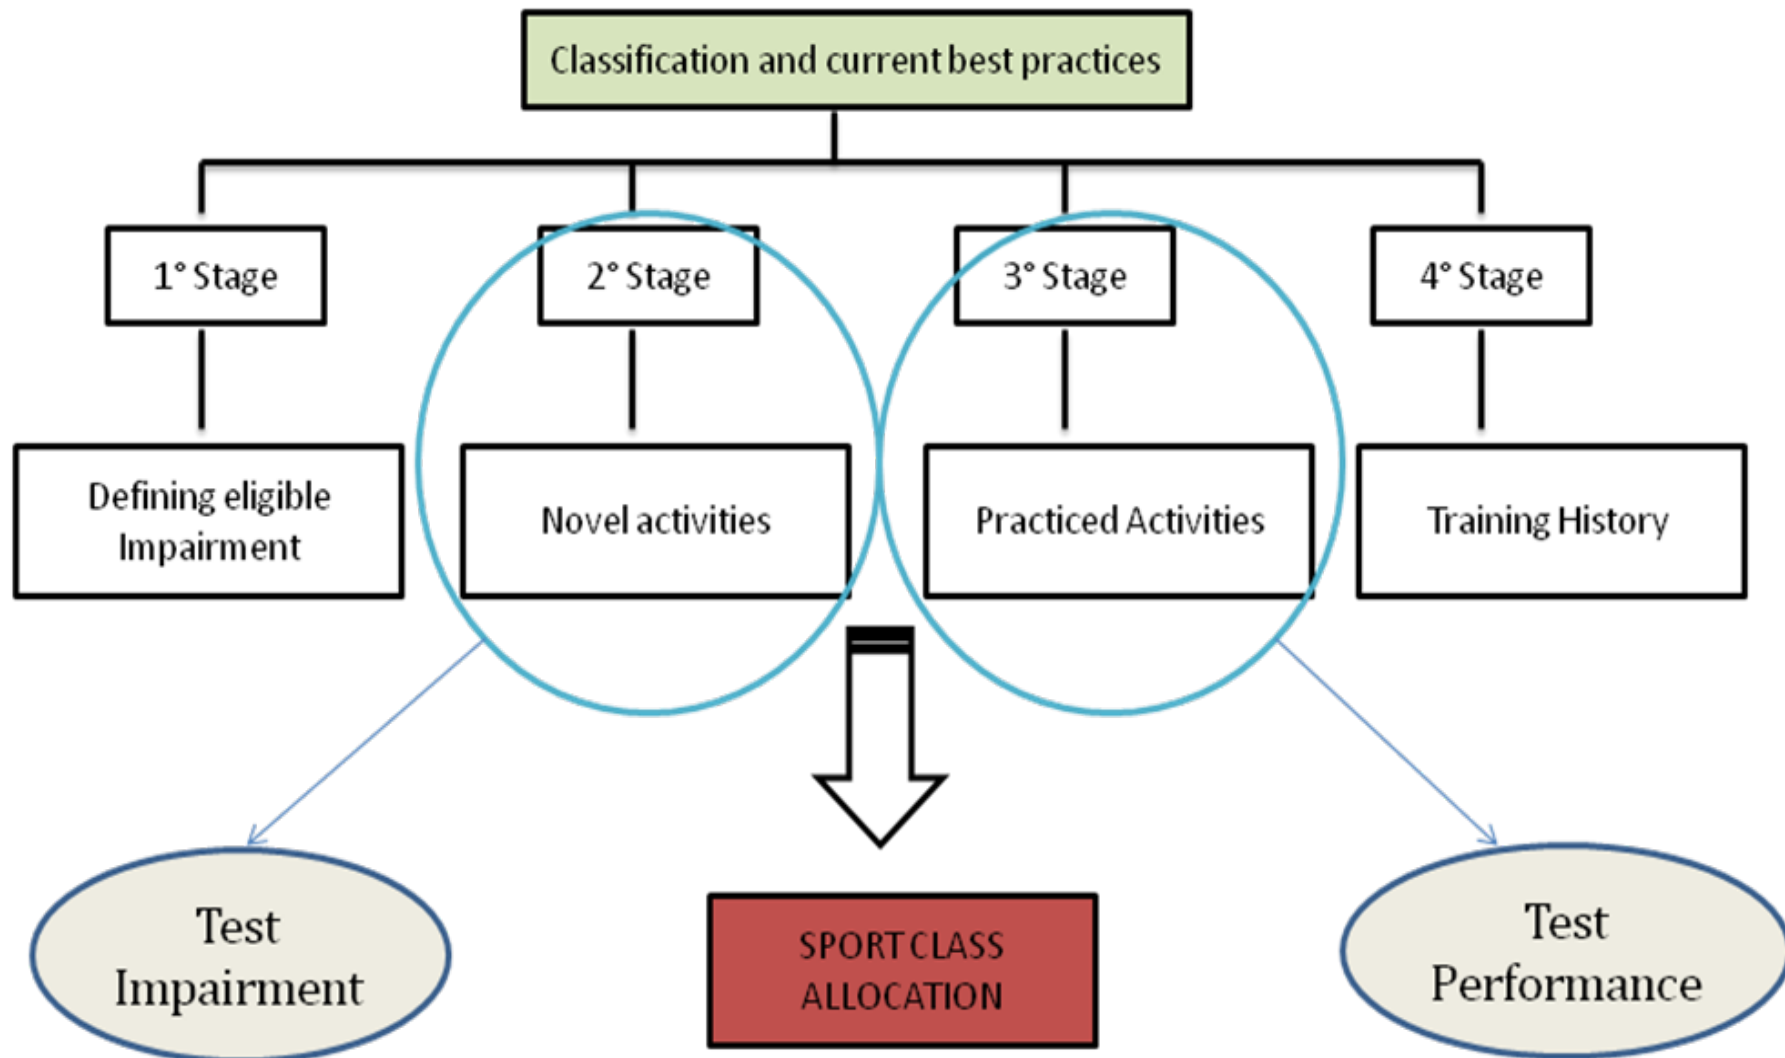 Classification and current best practices
1° Stage
2° Stage
3° Stage
4° Stage
Defining eligible
Impairment
Novel activities
Practiced Activities
Training History
Test
Impairment
SPORT CLASS
ALLOCATION
Test
Performance